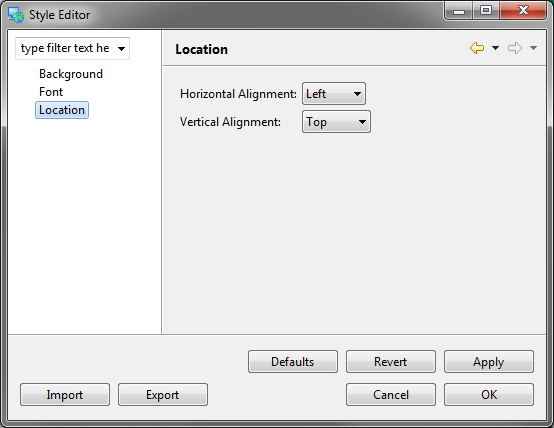 Style Editor
type filter text he
Background
Font
Location
Location
Horizontal Alignment: Left
Vertical Alignment: Top
Defaults Revert Apply
Import Export Cancel OK